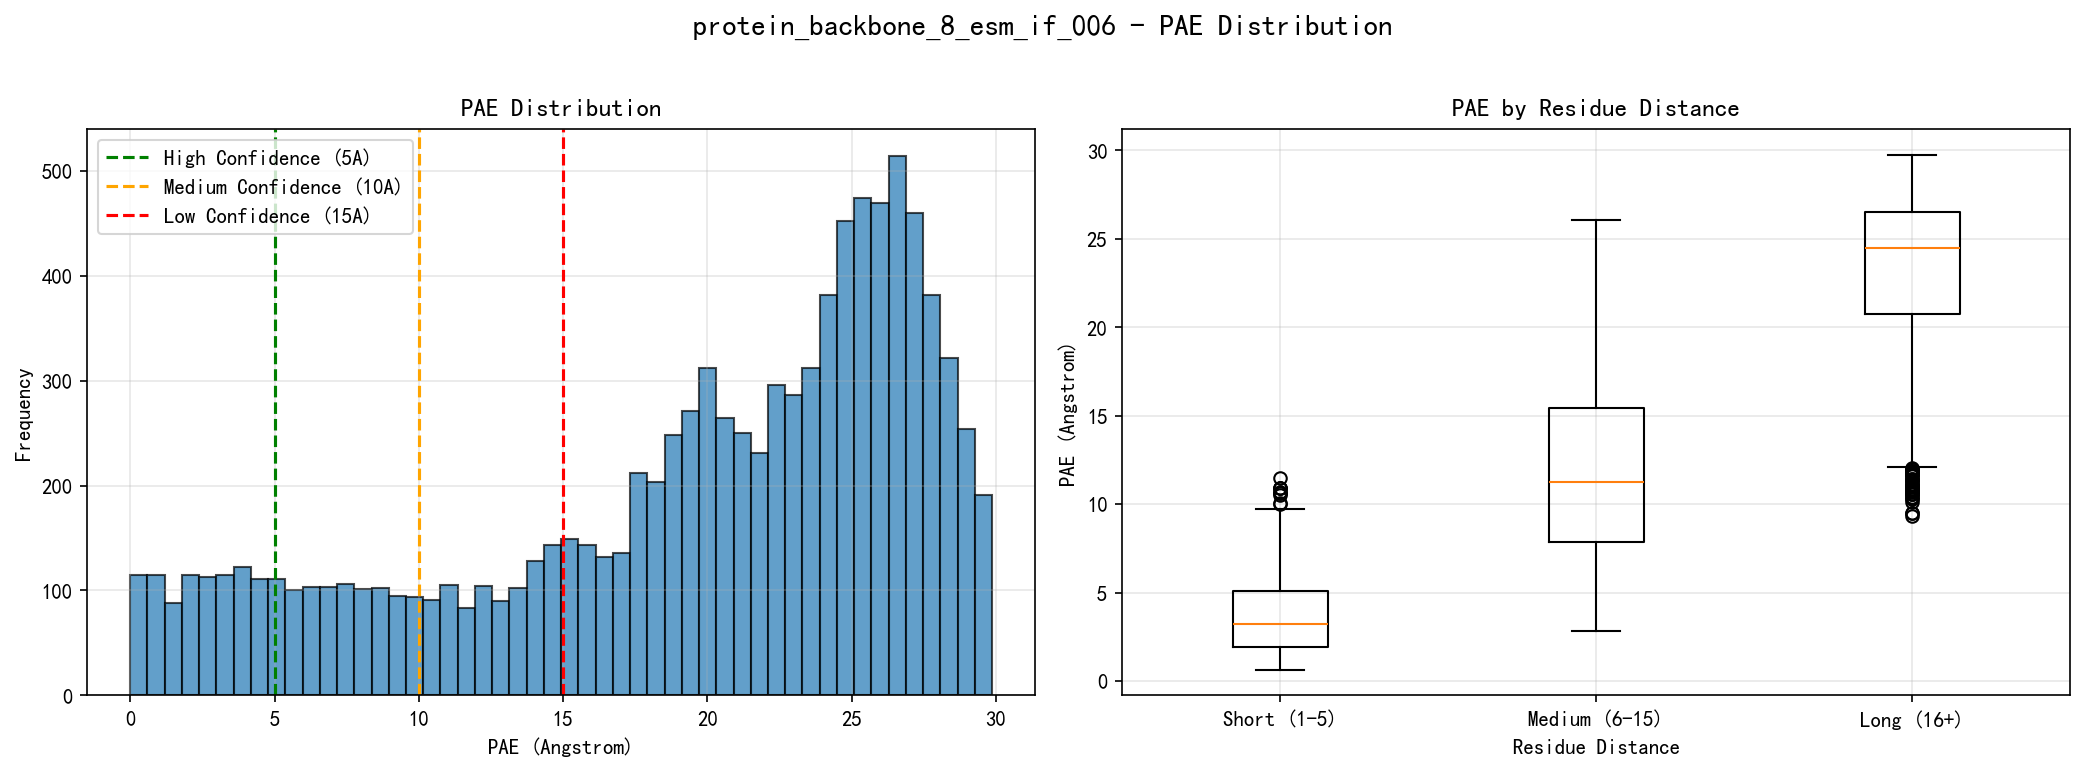 protein_backbone_8_esm_if_006 - PAE Distribution
PAE Distribution
High Confidence (5A)
Medium Confidence (10A)
Low Confidence (15A)
Frequency
500
400
300
200
100
0
0 5 10 15 20 25 30
PAE (Angstrom)
PAE by Residue Distance
PAE (Angstrom)
30
25
20
15
10
5
0
Short (1-5) Medium (6-15) Long (16+)
Residue Distance